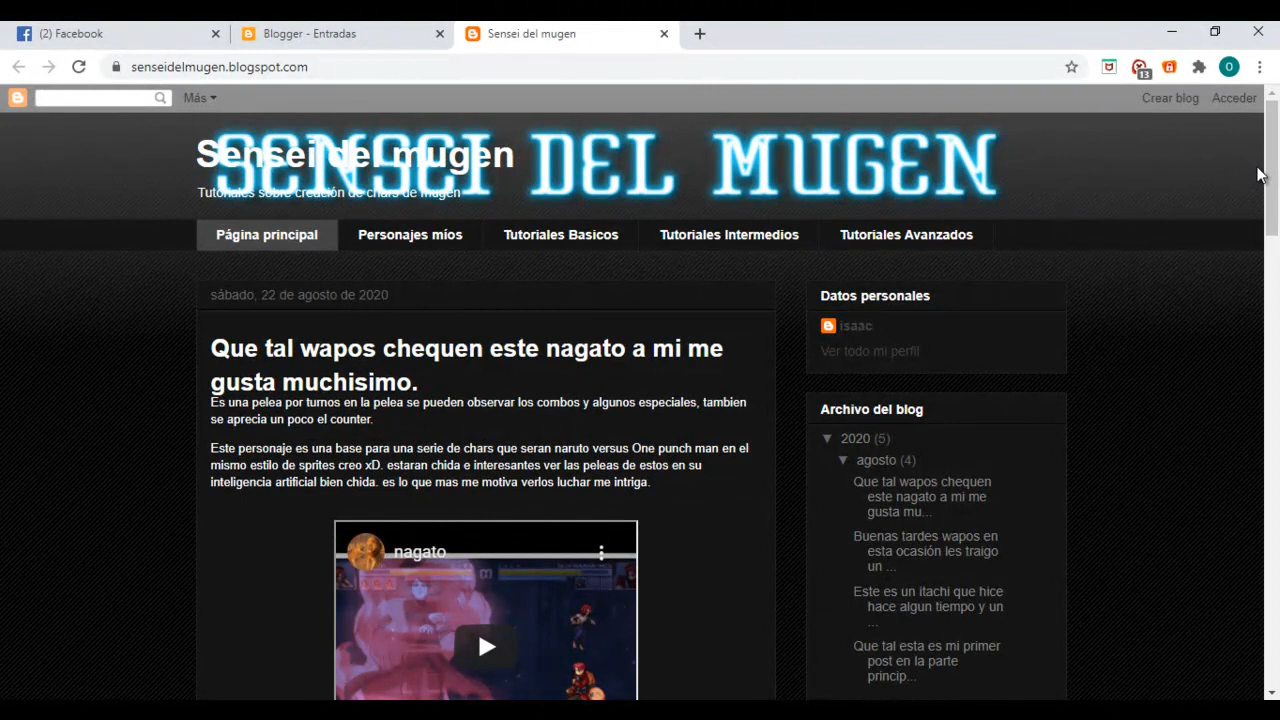 (2) Facebook
Blogger - Entradas
Sensei del mugen
senseidelmugen.blogspot.com
13
O
Más
Crear blog
Acceder
SENSEI DEL MUGEN
Sensei del mugen
Tutoriales sobre creación de chars de mugen
Página principal
Personajes míos
Tutoriales Basicos
Tutoriales Intermedios
Tutoriales Avanzados
sábado, 22 de agosto de 2020
Que tal wapos chequen este nagato a mi me
gusta muchisimo.
Es una pelea por turnos en la pelea se pueden observar los combos y algunos especiales, tambien
se aprecia un poco el counter.
Este personaje es una base para una serie de chars que seran naruto versus One punch man en el
mismo estilo de sprites creo xD. estaran chida e interesantes ver las peleas de estos en su
inteligencia artificial bien chida. es lo que mas me motiva verlos luchar me intriga.
nagato
Datos personales
isaac
Ver todo mi perfil
Archivo del blog
▼ 2020 (5)
▼ agosto (4)
Que tal wapos chequen
este nagato a mi me
gusta mu...
Buenas tardes wapos en
esta ocasión les traigo
un ...
Este es un itachi que hice
hace algun tiempo y un
...
Que tal esta es mi primer
post en la parte
princip...